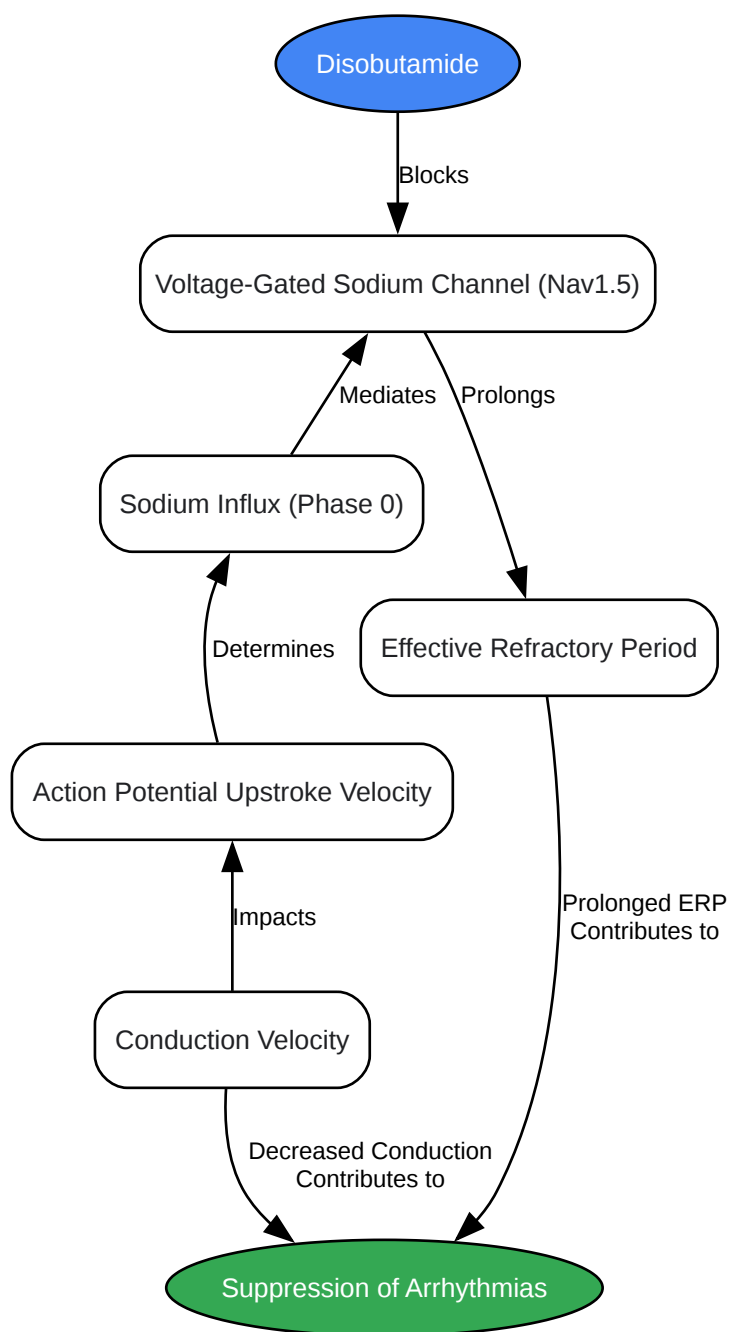 Disobutamide
Blocks
Voltage-Gated Sodium Channel (Nav1.5)
Mediates
Prolongs
Sodium Influx (Phase 0)
Determines
Effective Refractory Period
Action Potential Upstroke Velocity
Impacts
Prolonged ERP
Contributes to
Conduction Velocity
Decreased Conduction
Contributes to
Suppression of Arrhythmias